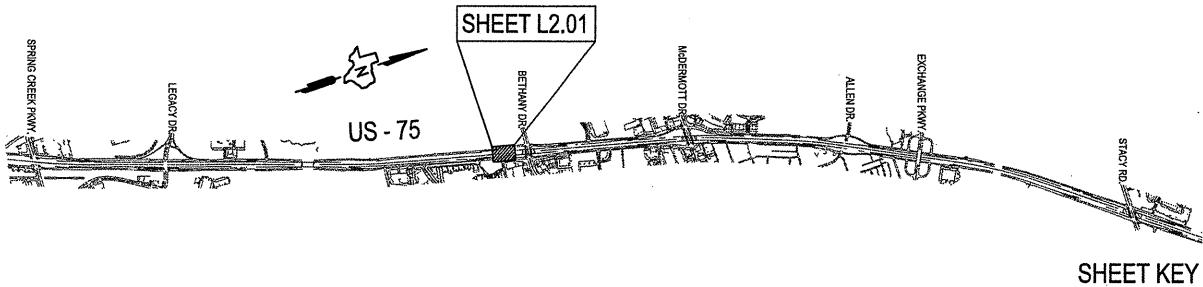 SHEET L2.01
SPRING CREEK PKWY.
LEGACY DR.
N
US - 75
BETHANY DR.
McDERMOTT DR.
ALLEN DR.
EXCHANGE PKWY
STACY RD.
SHEET KEY